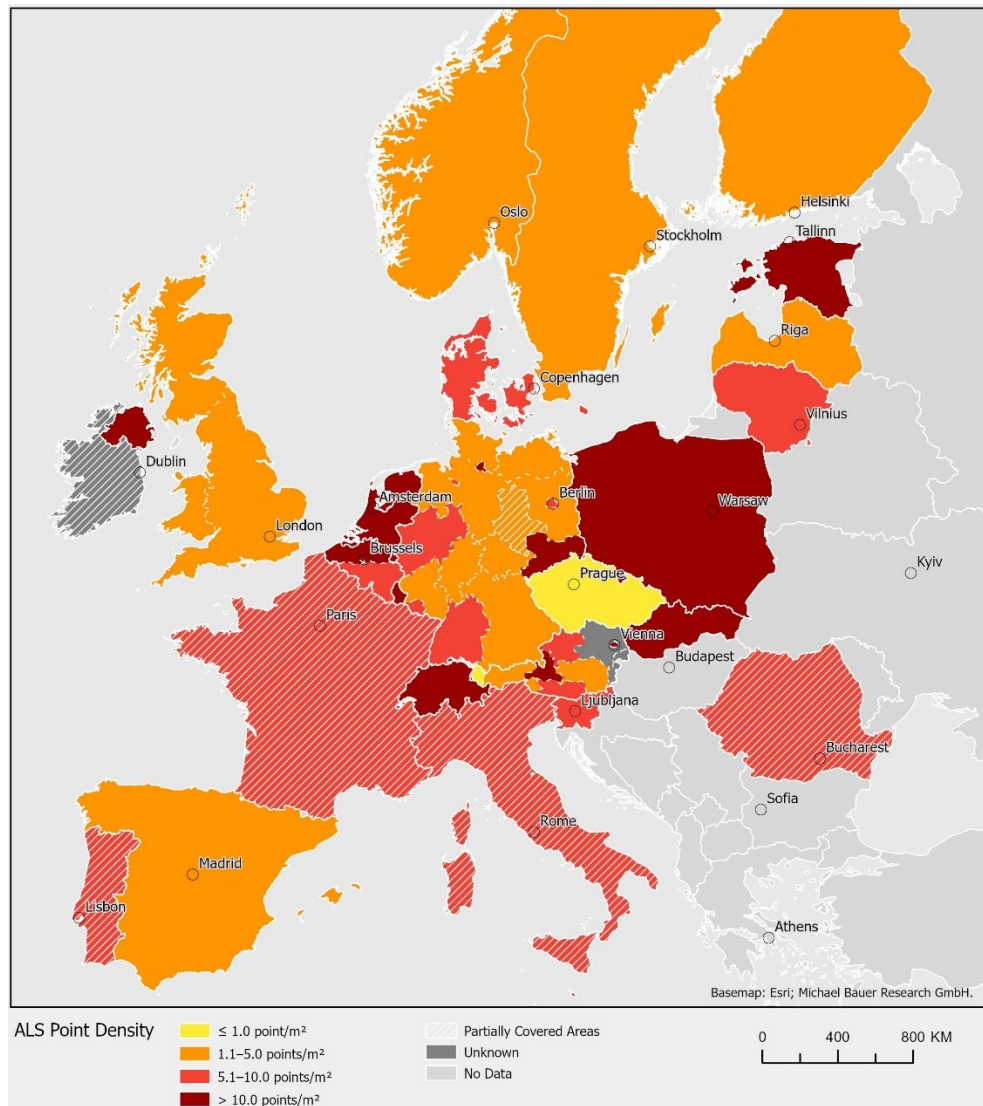 Oslo
Helsinki
Stockholm
Tallinn
Riga
Copenhagen
Vilnius
Dublin
Amsterdam
Berlin
Warsaw
London
Brussels
Kyiv
Prague
Paris
Vienna
Budapest
Ljubljana
Bucharest
Sofia
Rome
Madrid
Lisbon
Athens
Basemap: Esri; Michael Bauer Research GmbH.
ALS Point Density
≤ 1.0 point/m²
1.1–5.0 points/m²
5.1–10.0 points/m²
> 10.0 points/m²
Partially Covered Areas
Unknown
No Data
0 400 800 KM